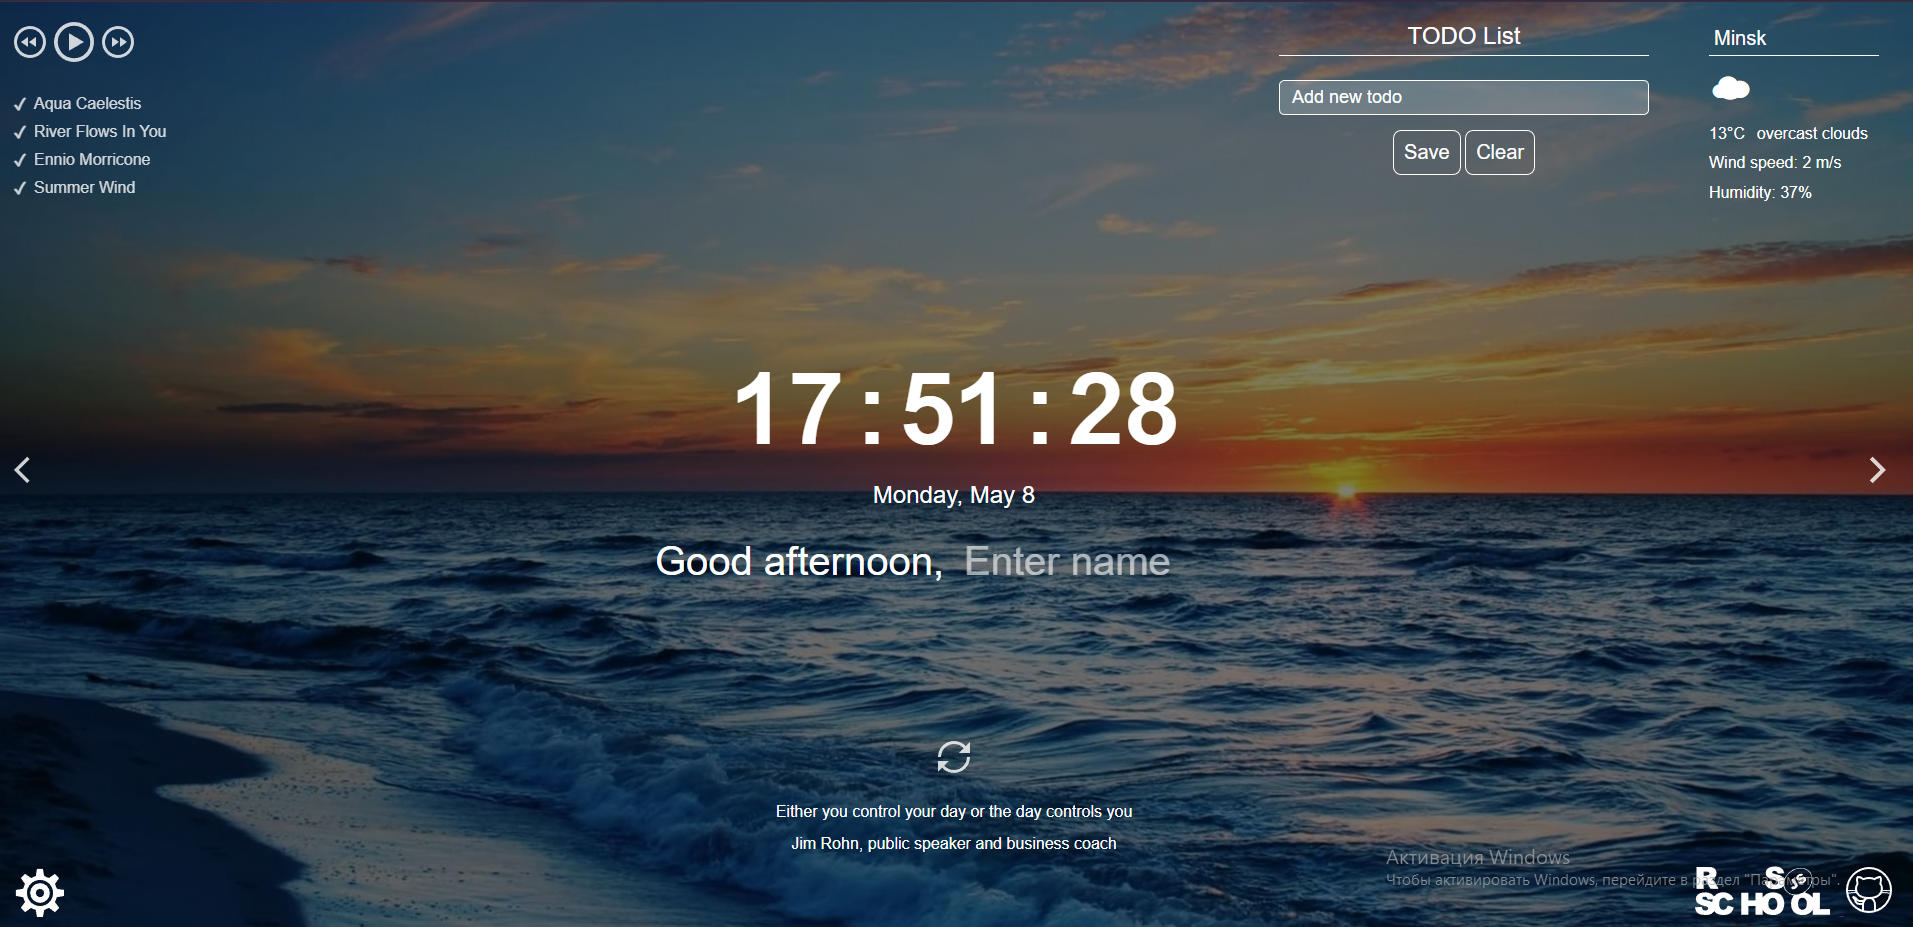 Aqua Caelestis
River Flows In You
Ennio Morricone
Summer Wind
TODO List
Add new todo
Save Clear
Minsk
13°C overcast clouds
Wind speed: 2 m/s
Humidity: 37%
17:51:28
Monday, May 8
Good afternoon, Enter name
Either you control your day or the day controls you
Jim Rohn, public speaker and business coach
Активация Windows
Чтобы активировать Windows, перейдите в раздел "Параметры".
RS
SCHOOL